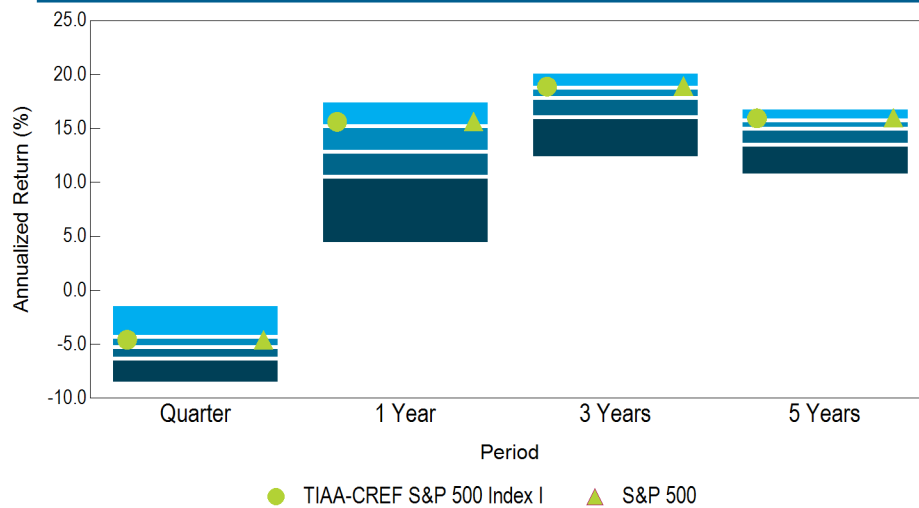 25.0
20.0
15.0
10.0
5.0
0.0
-5.0
-10.0
Annualized Return (%)
Quarter
1 Year
3 Years
5 Years
Period
TIAA-CREF S&P 500 Index I
S&P 500